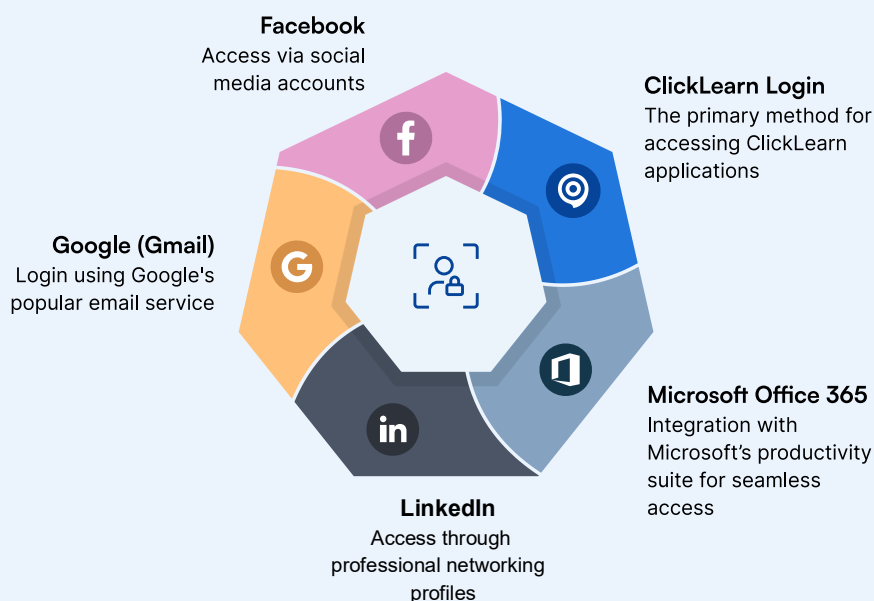 Facebook
Access via social
media accounts
ClickLearn Login
The primary method for
accessing ClickLearn
applications
Google (Gmail)
Login using Google's
popular email service
Microsoft Office 365
Integration with
Microsoft’s productivity
suite for seamless
access
LinkedIn
Access through
professional networking
profiles
f
G
in